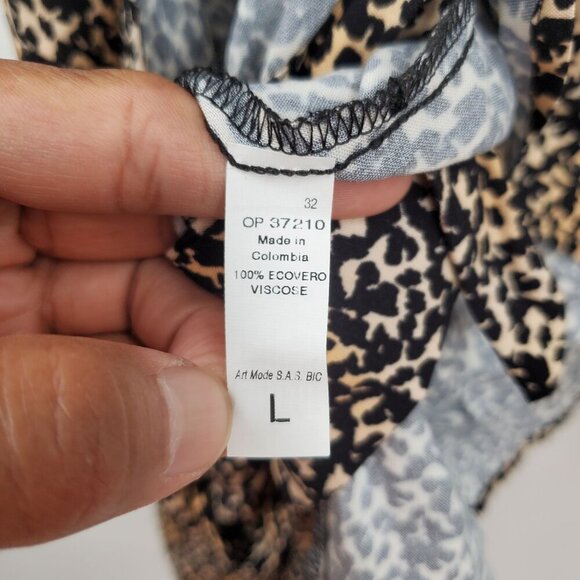 32
OP 37210
Made in
Colombia
100% ECOVERO
VISCOSE
Art Mode S.A.S. BIC
L